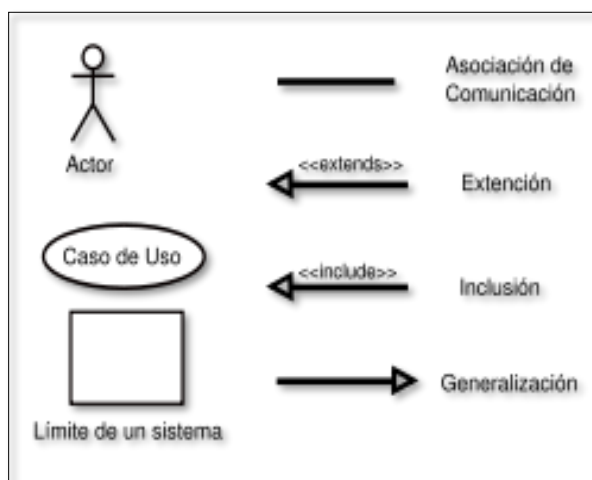 Actor
Caso de Uso
Límite de un sistema
Asociación de
Comunicación
<<extends>>
Extención
<<include>>
Inclusión
Generalización